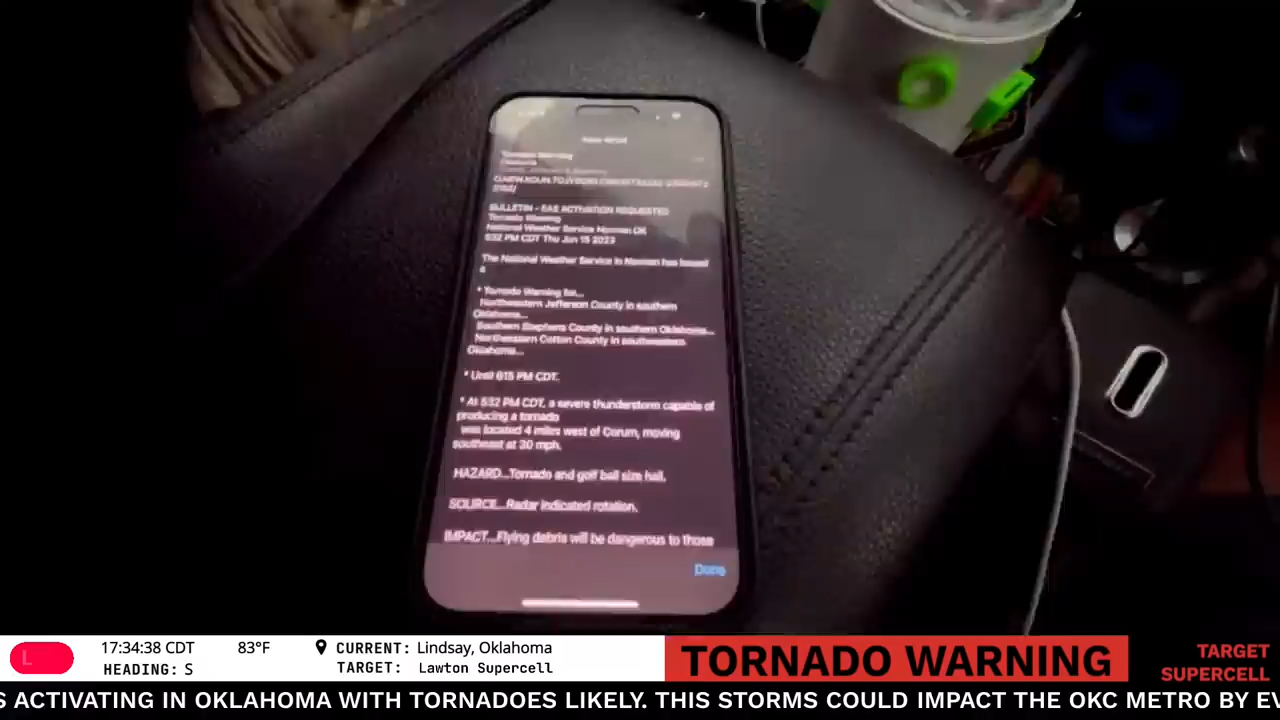 Tornado Warning
BULLETIN - EAS ACTIVATION REQUESTED
Tornado Warning
National Weather Service Norman OK
532 PM CDT Thu Jun 15 2023
The National Weather Service in Norman has issued
a
* Tornado Warning for...
Northeastern Jefferson County in southern
Oklahoma...
Southern Stephens County in southern Oklahoma...
Northeastern Cotton County in southwestern
Oklahoma...
* Until 615 PM CDT.
* At 532 PM CDT, a severe thunderstorm capable of
producing a tornado
was located 4 miles west of Corum, moving
southeast at 30 mph.
HAZARD...Tornado and golf ball size hail.
SOURCE...Radar indicated rotation.
IMPACT...Flying debris will be dangerous to those
Done
L
17:34:38 CDT 83°F CURRENT: Lindsay, Oklahoma
HEADING: S TARGET: Lawton Supercell
TORNADO WARNING
TARGET
SUPERCELL
S ACTIVATING IN OKLAHOMA WITH TORNADOES LIKELY. THIS STORMS COULD IMPACT THE OKC METRO BY EV